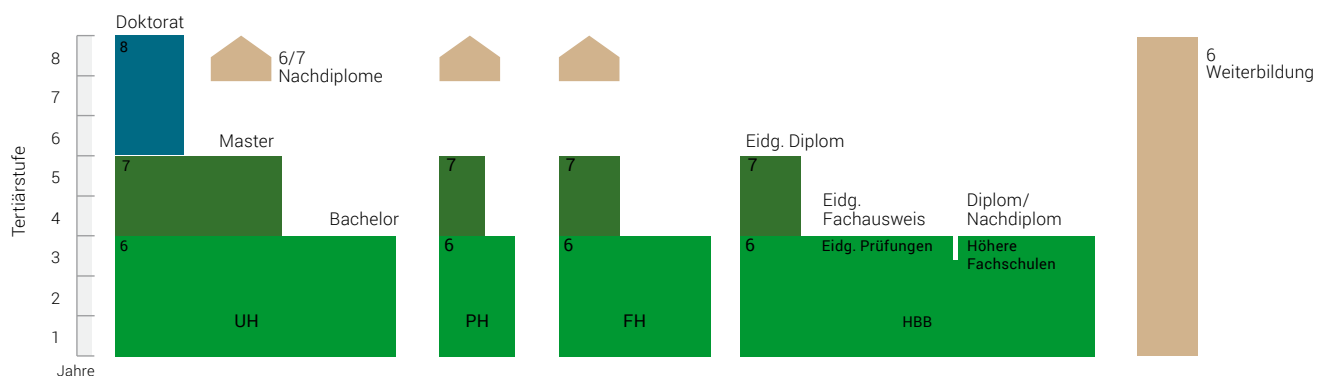 Doktorat
8
8
6/7
Nachdiplome
6
Weiterbildung
7
6
Master
Eidg. Diplom
7
7
7
7
5
Tertiärstufe
4
Bachelor
Eidg.
Fachausweis
Diplom/
Nachdiplom
6
6
6
6
Eidg. Prüfungen
Höhere
Fachschulen
3
2
UH
PH
FH
HBB
1
Jahre